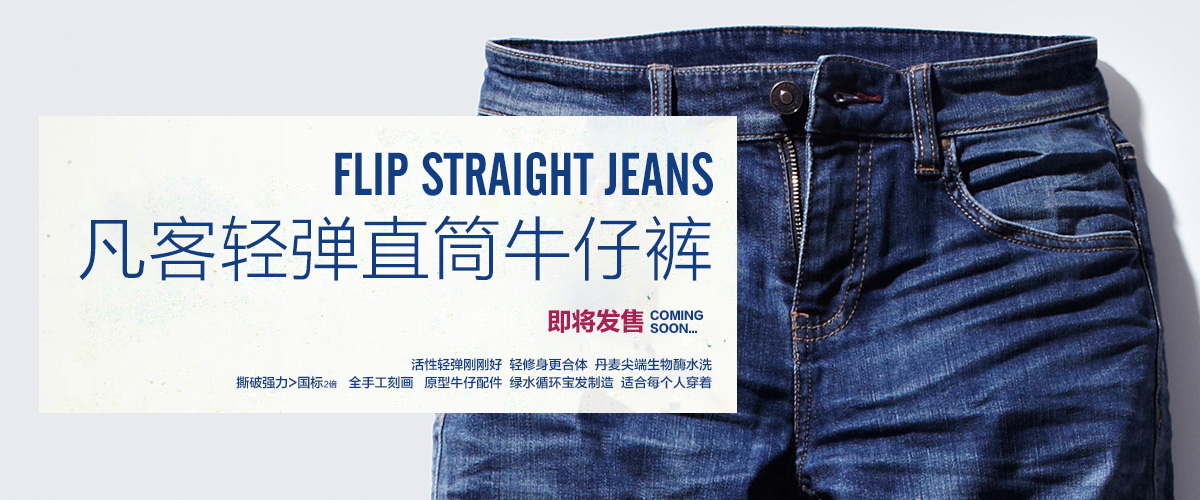 FLIP STRAIGHT JEANS
凡客轻弹直筒牛仔裤
即将发售 COMING SOON...
活性轻弹刚刚好 轻修身更合体 丹麦尖端生物酶水洗
撕破强力>国标2倍 全手工刻画 原型牛仔配件 绿水循环宝发制造 适合每个人穿着